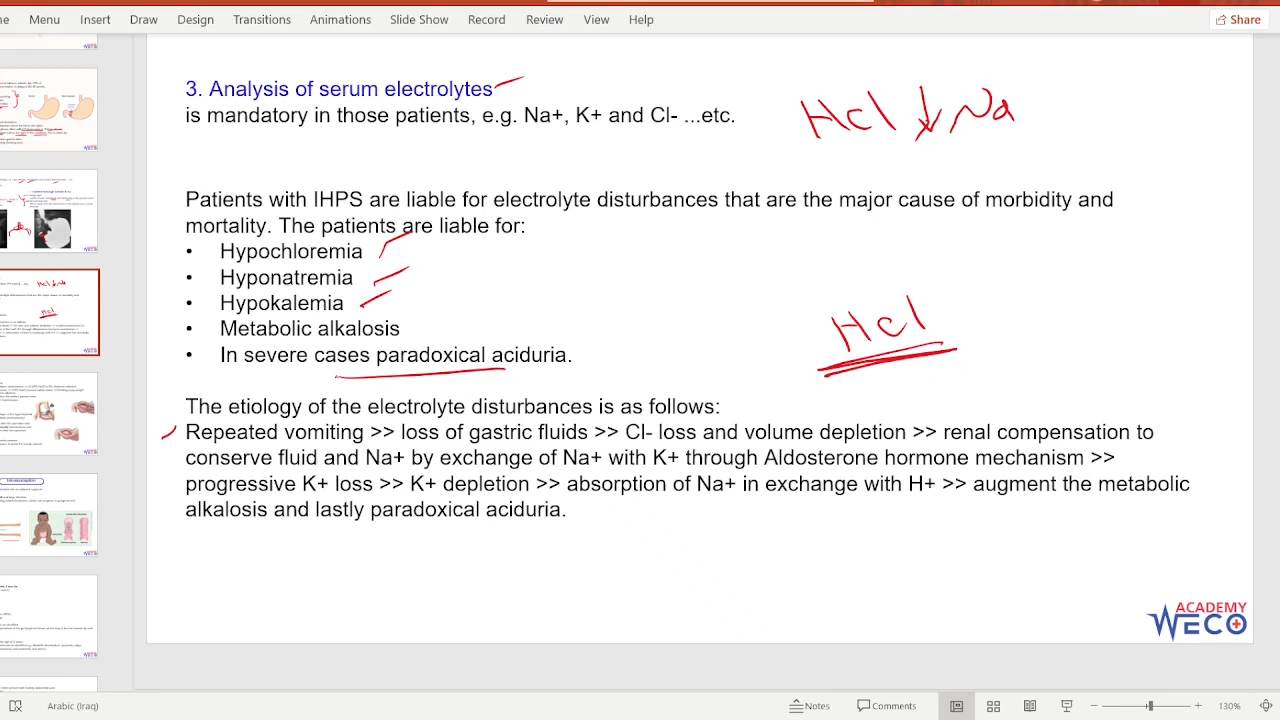 Menu Insert Draw Design Transitions Animations Slide Show Record Review View Help Share
3. Analysis of serum electrolytes
is mandatory in those patients, e.g. Na+, K+ and Cl- ...etc.
Hcl ↓ Na
Patients with IHPS are liable for electrolyte disturbances that are the major cause of morbidity and
mortality. The patients are liable for:
• Hypochloremia
• Hyponatremia
• Hypokalemia
• Metabolic alkalosis
• In severe cases paradoxical aciduria.
Hcl
The etiology of the electrolyte disturbances is as follows:
Repeated vomiting >> loss of gastric fluids >> Cl- loss and volume depletion >> renal compensation to
conserve fluid and Na+ by exchange of Na+ with K+ through Aldosterone hormone mechanism >>
progressive K+ loss >> K+ depletion >> absorption of Na+ in exchange with H+ >> augment the metabolic
alkalosis and lastly paradoxical aciduria.
ACADEMY
WECO
Arabic (Iraq) Notes Comments 130%